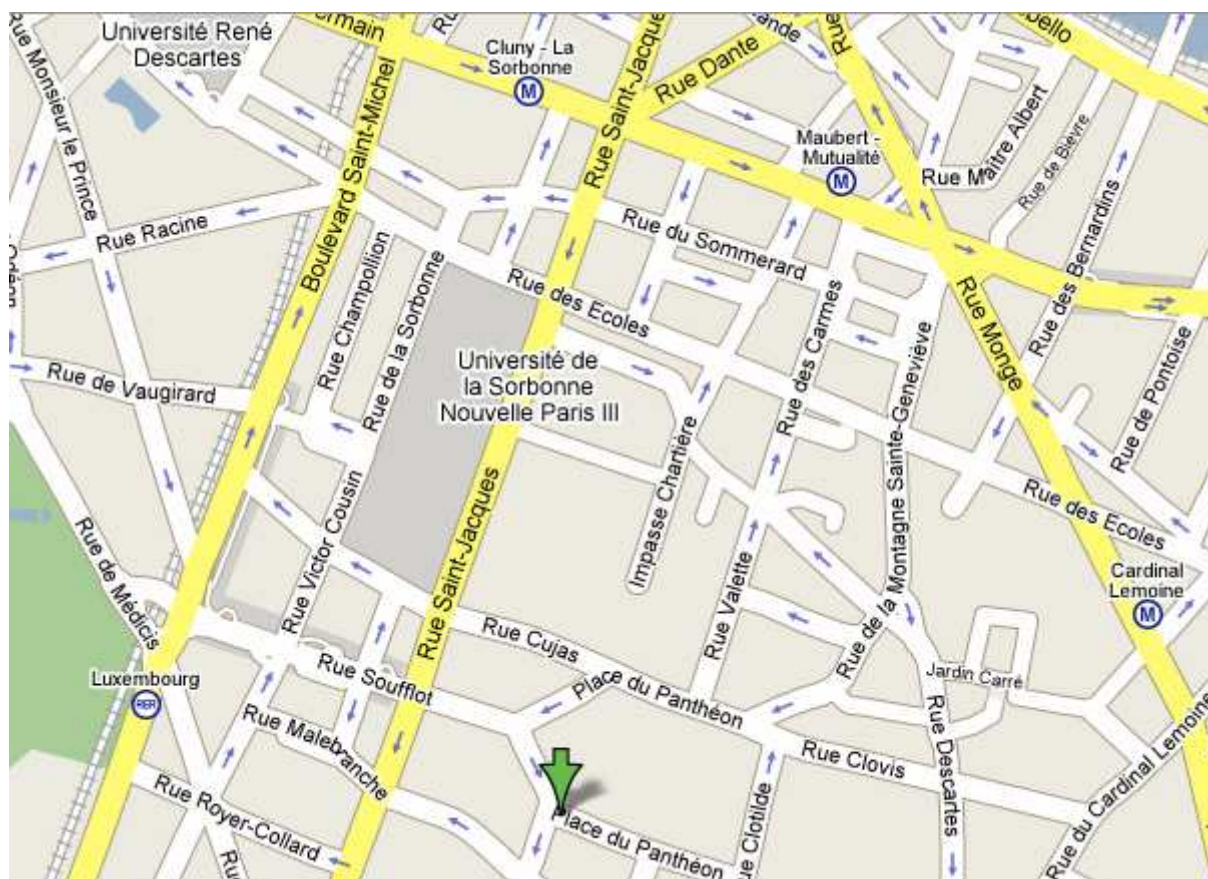 Université René
Descartes
Rue Monsieur le Prince
Cluny - La
Sorbonne
M
Rue Dante
Rue Saint-Jacques
Boulevard Saint-Michel
Maubert -
Mutualité
M
Rue Maître Albert
Rue de Bièvre
Rue des Bernardins
Rue Racine
Rue du Sommerard
Rue Champollion
Rue de la Sorbonne
Rue des Ecoles
Rue des Carmes
Rue Monge
Rue de Pontoise
Rue de Vaugirard
Université de
la Sorbonne
Nouvelle Paris III
Impasse Chartière
Rue de la Montagne Sainte-Geneviève
Rue des Ecoles
Rue Victor Cousin
Rue Saint-Jacques
Rue Valette
Rue de Médicis
Cardinal
Lemoine
M
Rue Cujas
Rue Soufflot
Luxembourg
RER
Place du Panthéon
Jardin Carré
Rue Malebranche
Rue Clovis
Rue Descartes
Rue du Cardinal Lemoine
Rue Royer-Collard
Place du Panthéon
Rue Clotilde